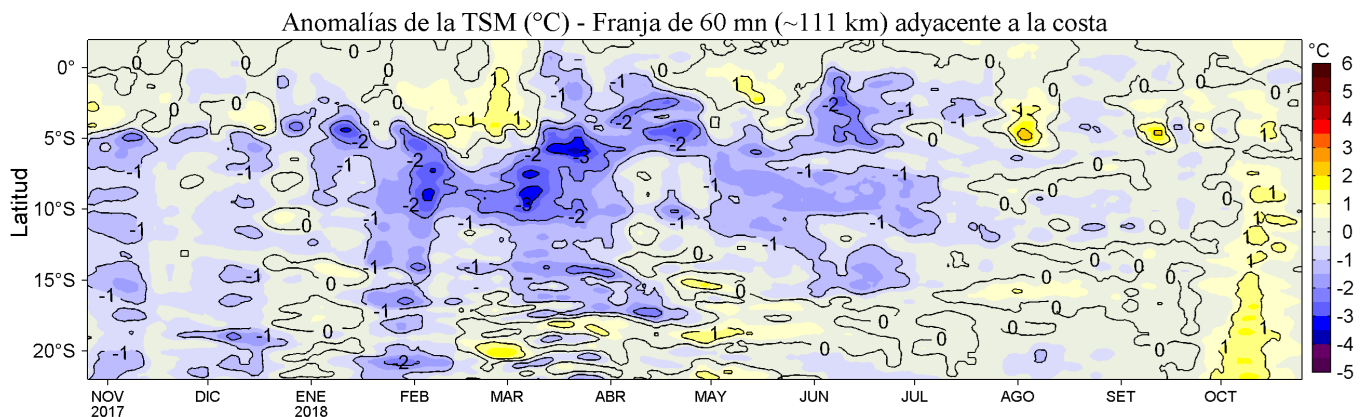 Anomalías de la TSM (°C) - Franja de 60 mn (~111 km) adyacente a la costa
°C
Latitud
0°
5°S
10°S
15°S
20°S
6
5
4
3
2
1
0
-1
-2
-3
-4
-5
NOV DIC ENE FEB MAR ABR MAY JUN JUL AGO SET OCT
2017 2018